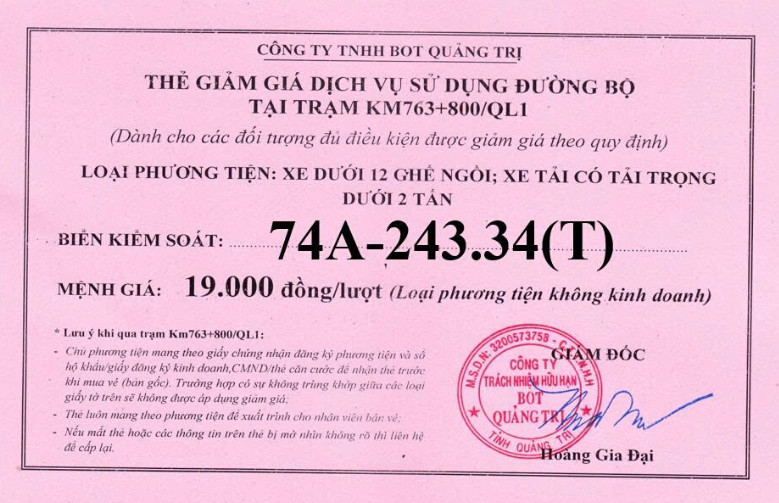 CÔNG TY TNHH BOT QUẢNG TRỊ
THẺ GIẢM GIÁ DỊCH VỤ SỬ DỤNG ĐƯỜNG BỘ
TẠI TRẠM KM763+800/QL1
(Dành cho các đối tượng đủ điều kiện được giảm giá theo quy định)
LOẠI PHƯƠNG TIỆN: XE DƯỚI 12 GHẾ NGỒI; XE TẢI CÓ TẢI TRỌNG
DƯỚI 2 TẤN
BIỂN KIỂM SOÁT: 74A-243.34(T)
MỆNH GIÁ: 19.000 đồng/lượt (Loại phương tiện không kinh doanh)
* Lưu ý khi qua trạm Km763+800/QL1:
- Chủ phương tiện mang theo giấy chứng nhận đăng ký phương tiện và sổ
hộ khẩu/giấy đăng ký kinh doanh,CMND/thẻ căn cước để nhận thẻ trước
khi mua vé (bản gốc). Trường hợp có sự không trùng khớp giữa các loại
giấy tờ trên sẽ không được áp dụng giảm giá;
- Thẻ luôn mang theo phương tiện để xuất trình cho nhân viên bán vé;
- Nếu mất thẻ hoặc các thông tin trên thẻ bị mờ nhìn không rõ thì liên hệ
để cấp lại.
GIÁM ĐỐC
M.S.D.N: 3200573758 - C.T.T.N.H.H
CÔNG TY
TRÁCH NHIỆM HỮU HẠN
BOT
QUẢNG TRỊ
TỈNH QUẢNG TRỊ
Hoàng Gia Đại